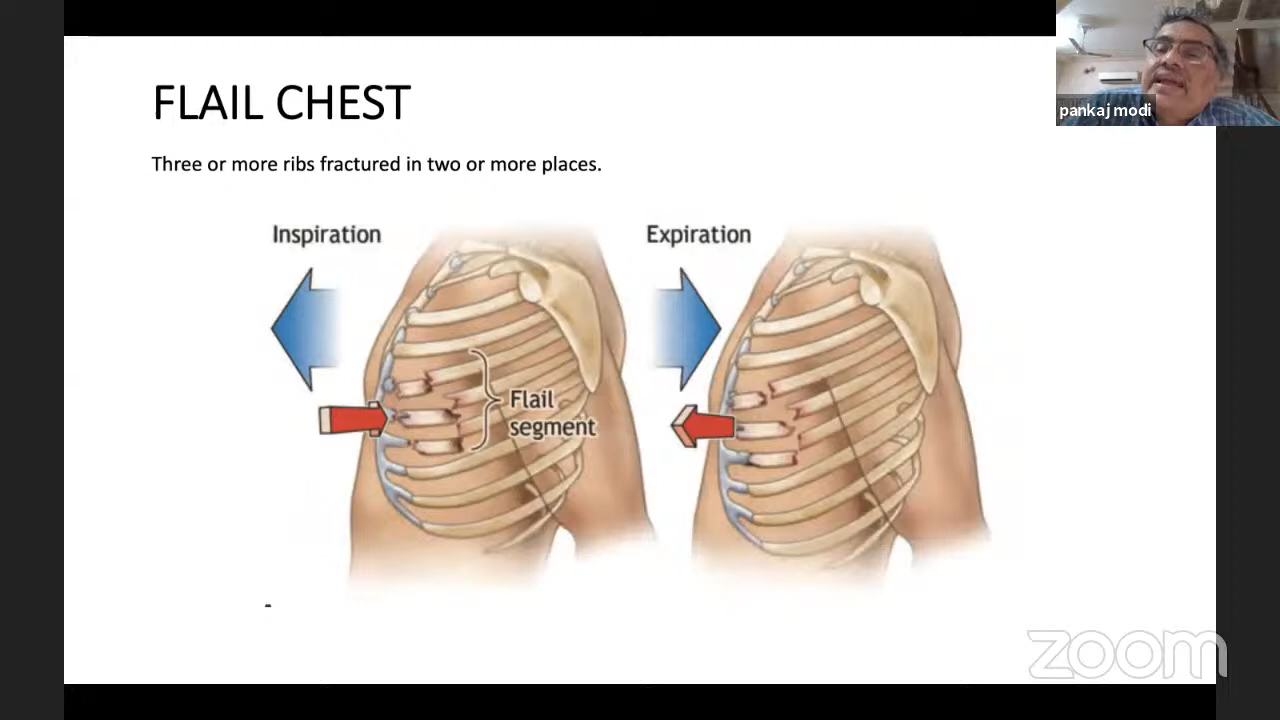 FLAIL CHEST
Three or more ribs fractured in two or more places.
Inspiration
Expiration
Flail
segment
pankaj modi
zoom